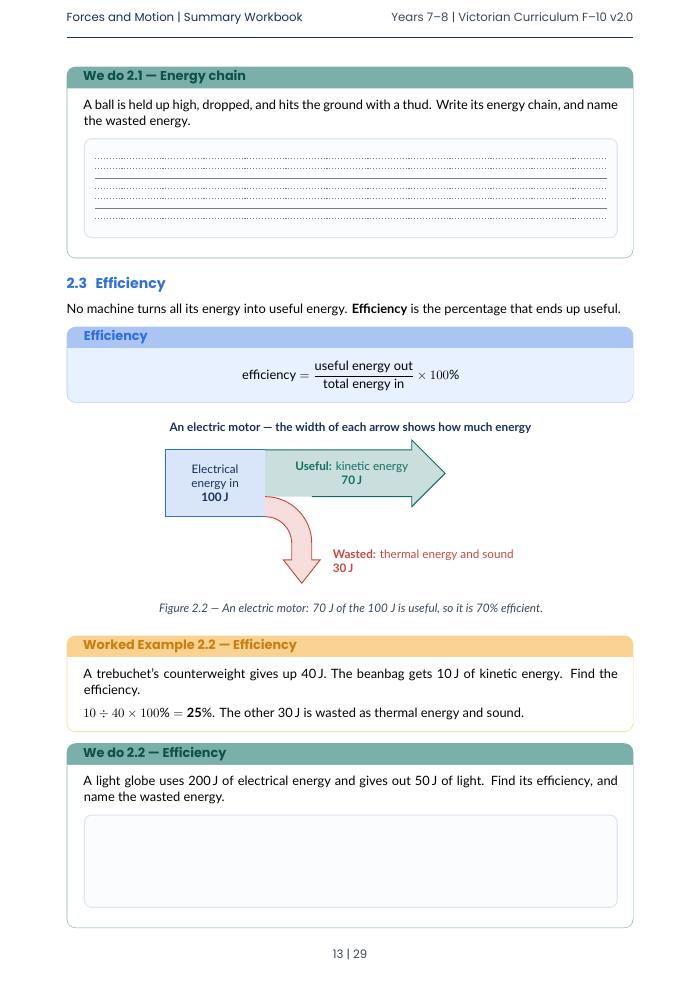 Forces and Motion | Summary Workbook
Years 7–8 | Victorian Curriculum F–10 v2.0
We do 2.1 — Energy chain
A ball is held up high, dropped, and hits the ground with a thud. Write its energy chain, and name
the wasted energy.
2.3 Efficiency
No machine turns all its energy into useful energy. Efficiency is the percentage that ends up useful.
Efficiency
efficiency = useful energy out / total energy in × 100%
An electric motor — the width of each arrow shows how much energy
Electrical
energy in
100 J
Useful: kinetic energy
70 J
Wasted: thermal energy and sound
30 J
Figure 2.2 — An electric motor: 70 J of the 100 J is useful, so it is 70% efficient.
Worked Example 2.2 — Efficiency
A trebuchet's counterweight gives up 40 J. The beanbag gets 10 J of kinetic energy. Find the
efficiency.
10 ÷ 40 × 100% = 25%. The other 30 J is wasted as thermal energy and sound.
We do 2.2 — Efficiency
A light globe uses 200 J of electrical energy and gives out 50 J of light. Find its efficiency, and
name the wasted energy.
13 | 29